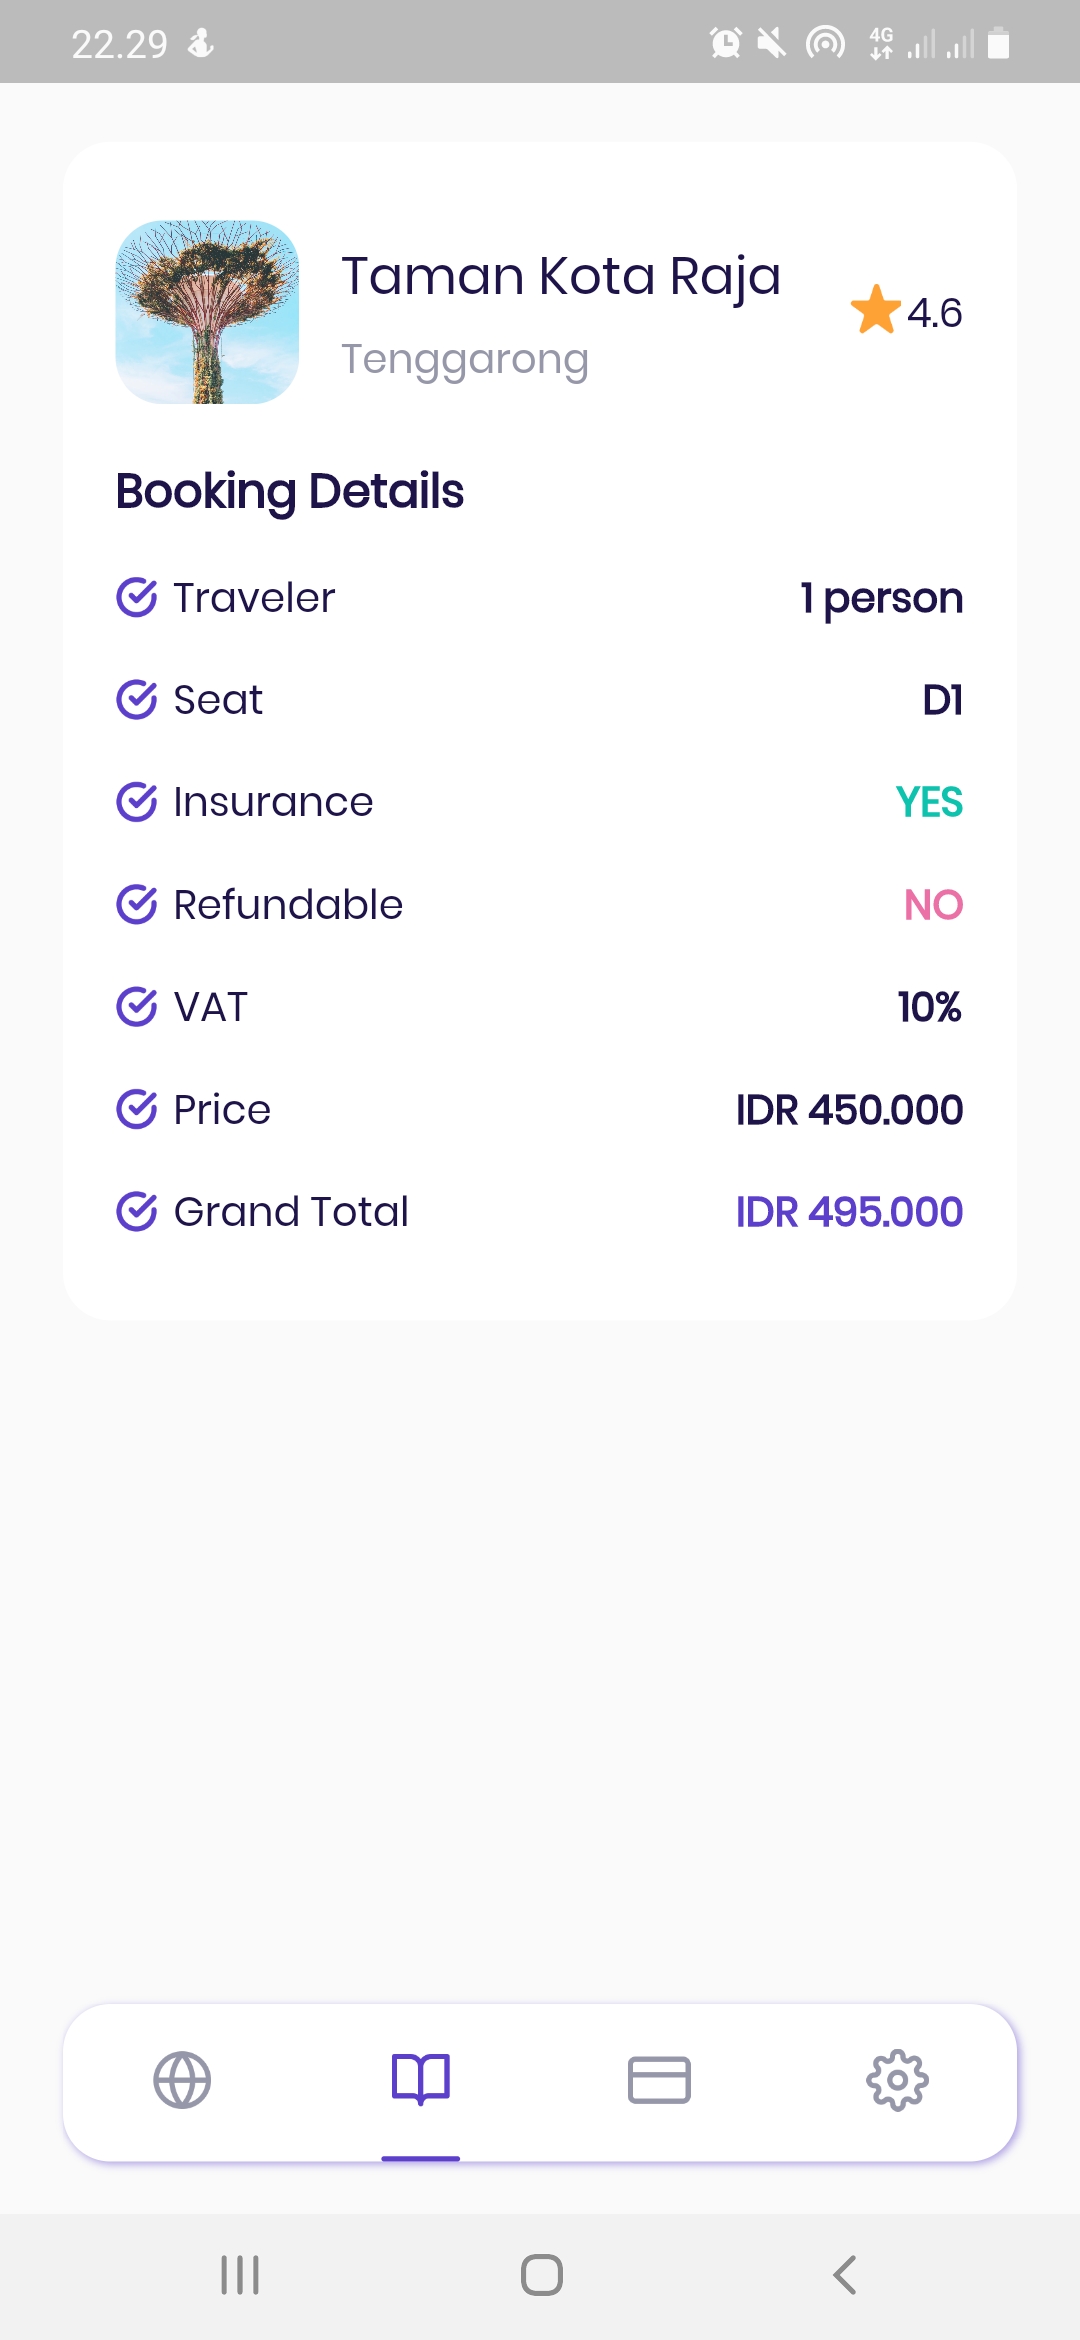 22.29
4G
Taman Kota Raja
Tenggarong
4.6
Booking Details
Traveler 1 person
Seat D1
Insurance YES
Refundable NO
VAT 10%
Price IDR 450.000
Grand Total IDR 495.000